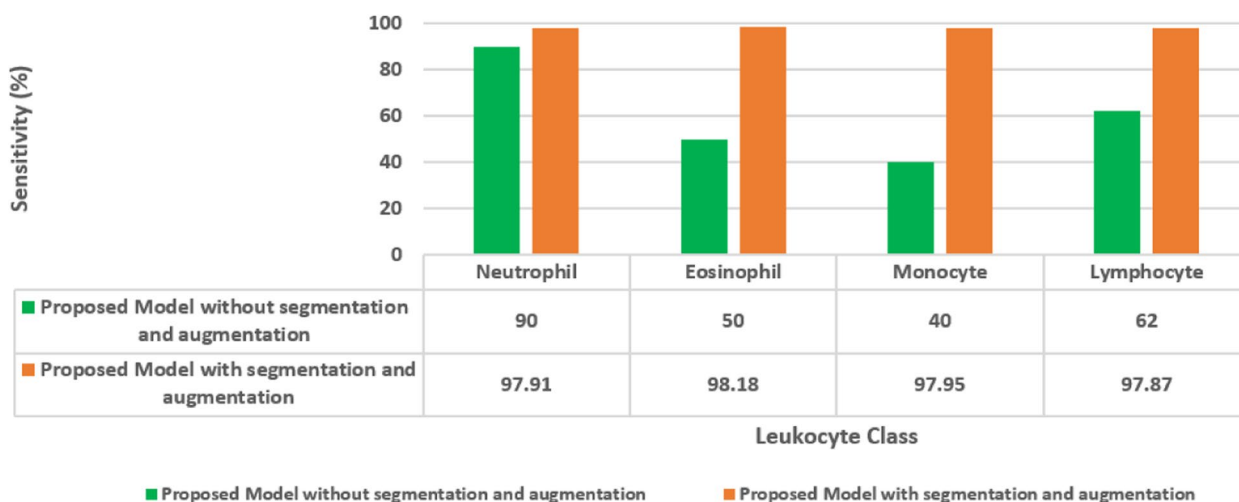 Sensitivity (%)
100
80
60
40
20
0
Neutrophil Eosinophil Monocyte Lymphocyte
Proposed Model without segmentation
and augmentation
90 50 40 62
Proposed Model with segmentation and
augmentation
97.91 98.18 97.95 97.87
Leukocyte Class
Proposed Model without segmentation and augmentation Proposed Model with segmentation and augmentation